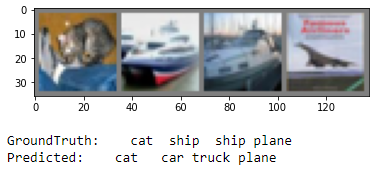 0
10
20
30
0 20 40 60 80 100 120
GroundTruth: cat ship ship plane
Predicted: cat car truck plane